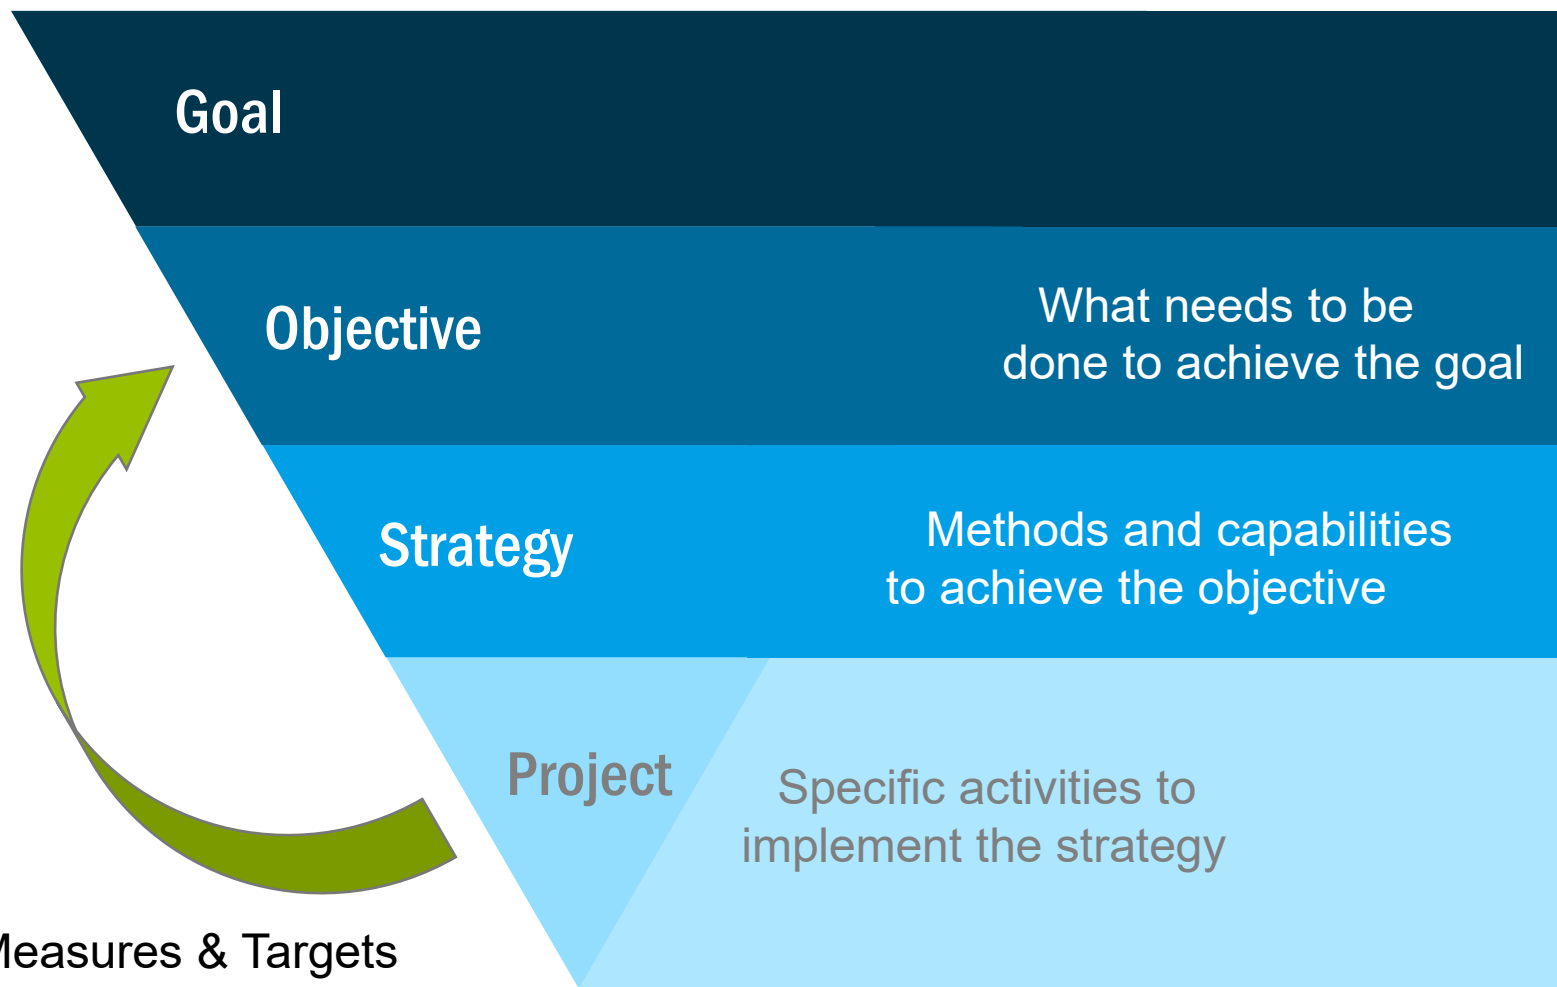 Goal
Objective
What needs to be
done to achieve the goal
Strategy
Methods and capabilities
to achieve the objective
Project
Specific activities to
implement the strategy
Measures & Targets